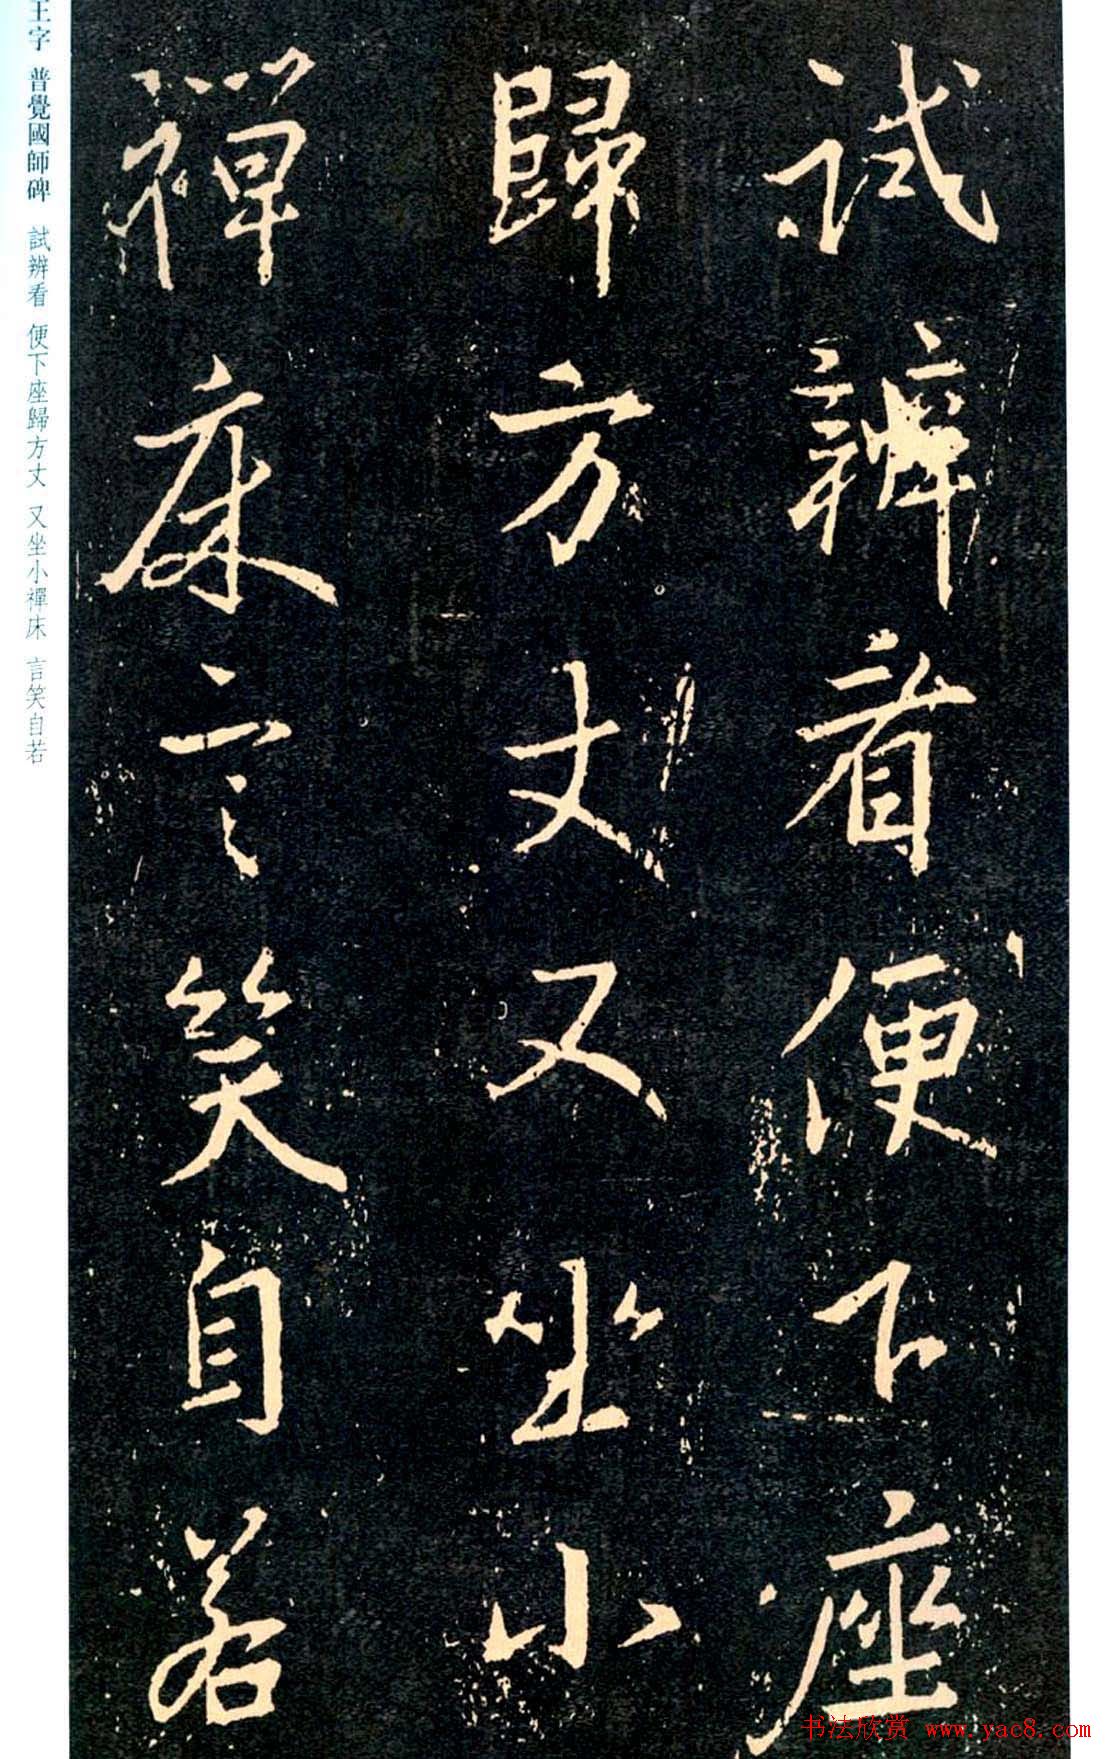 試辨看便下座
歸方丈又坐小
禪床言笑自若
王字 普覺國師碑 試辨看 便下座歸方丈 又坐小禪床 言笑自若
书法欣赏 www.yac8.com